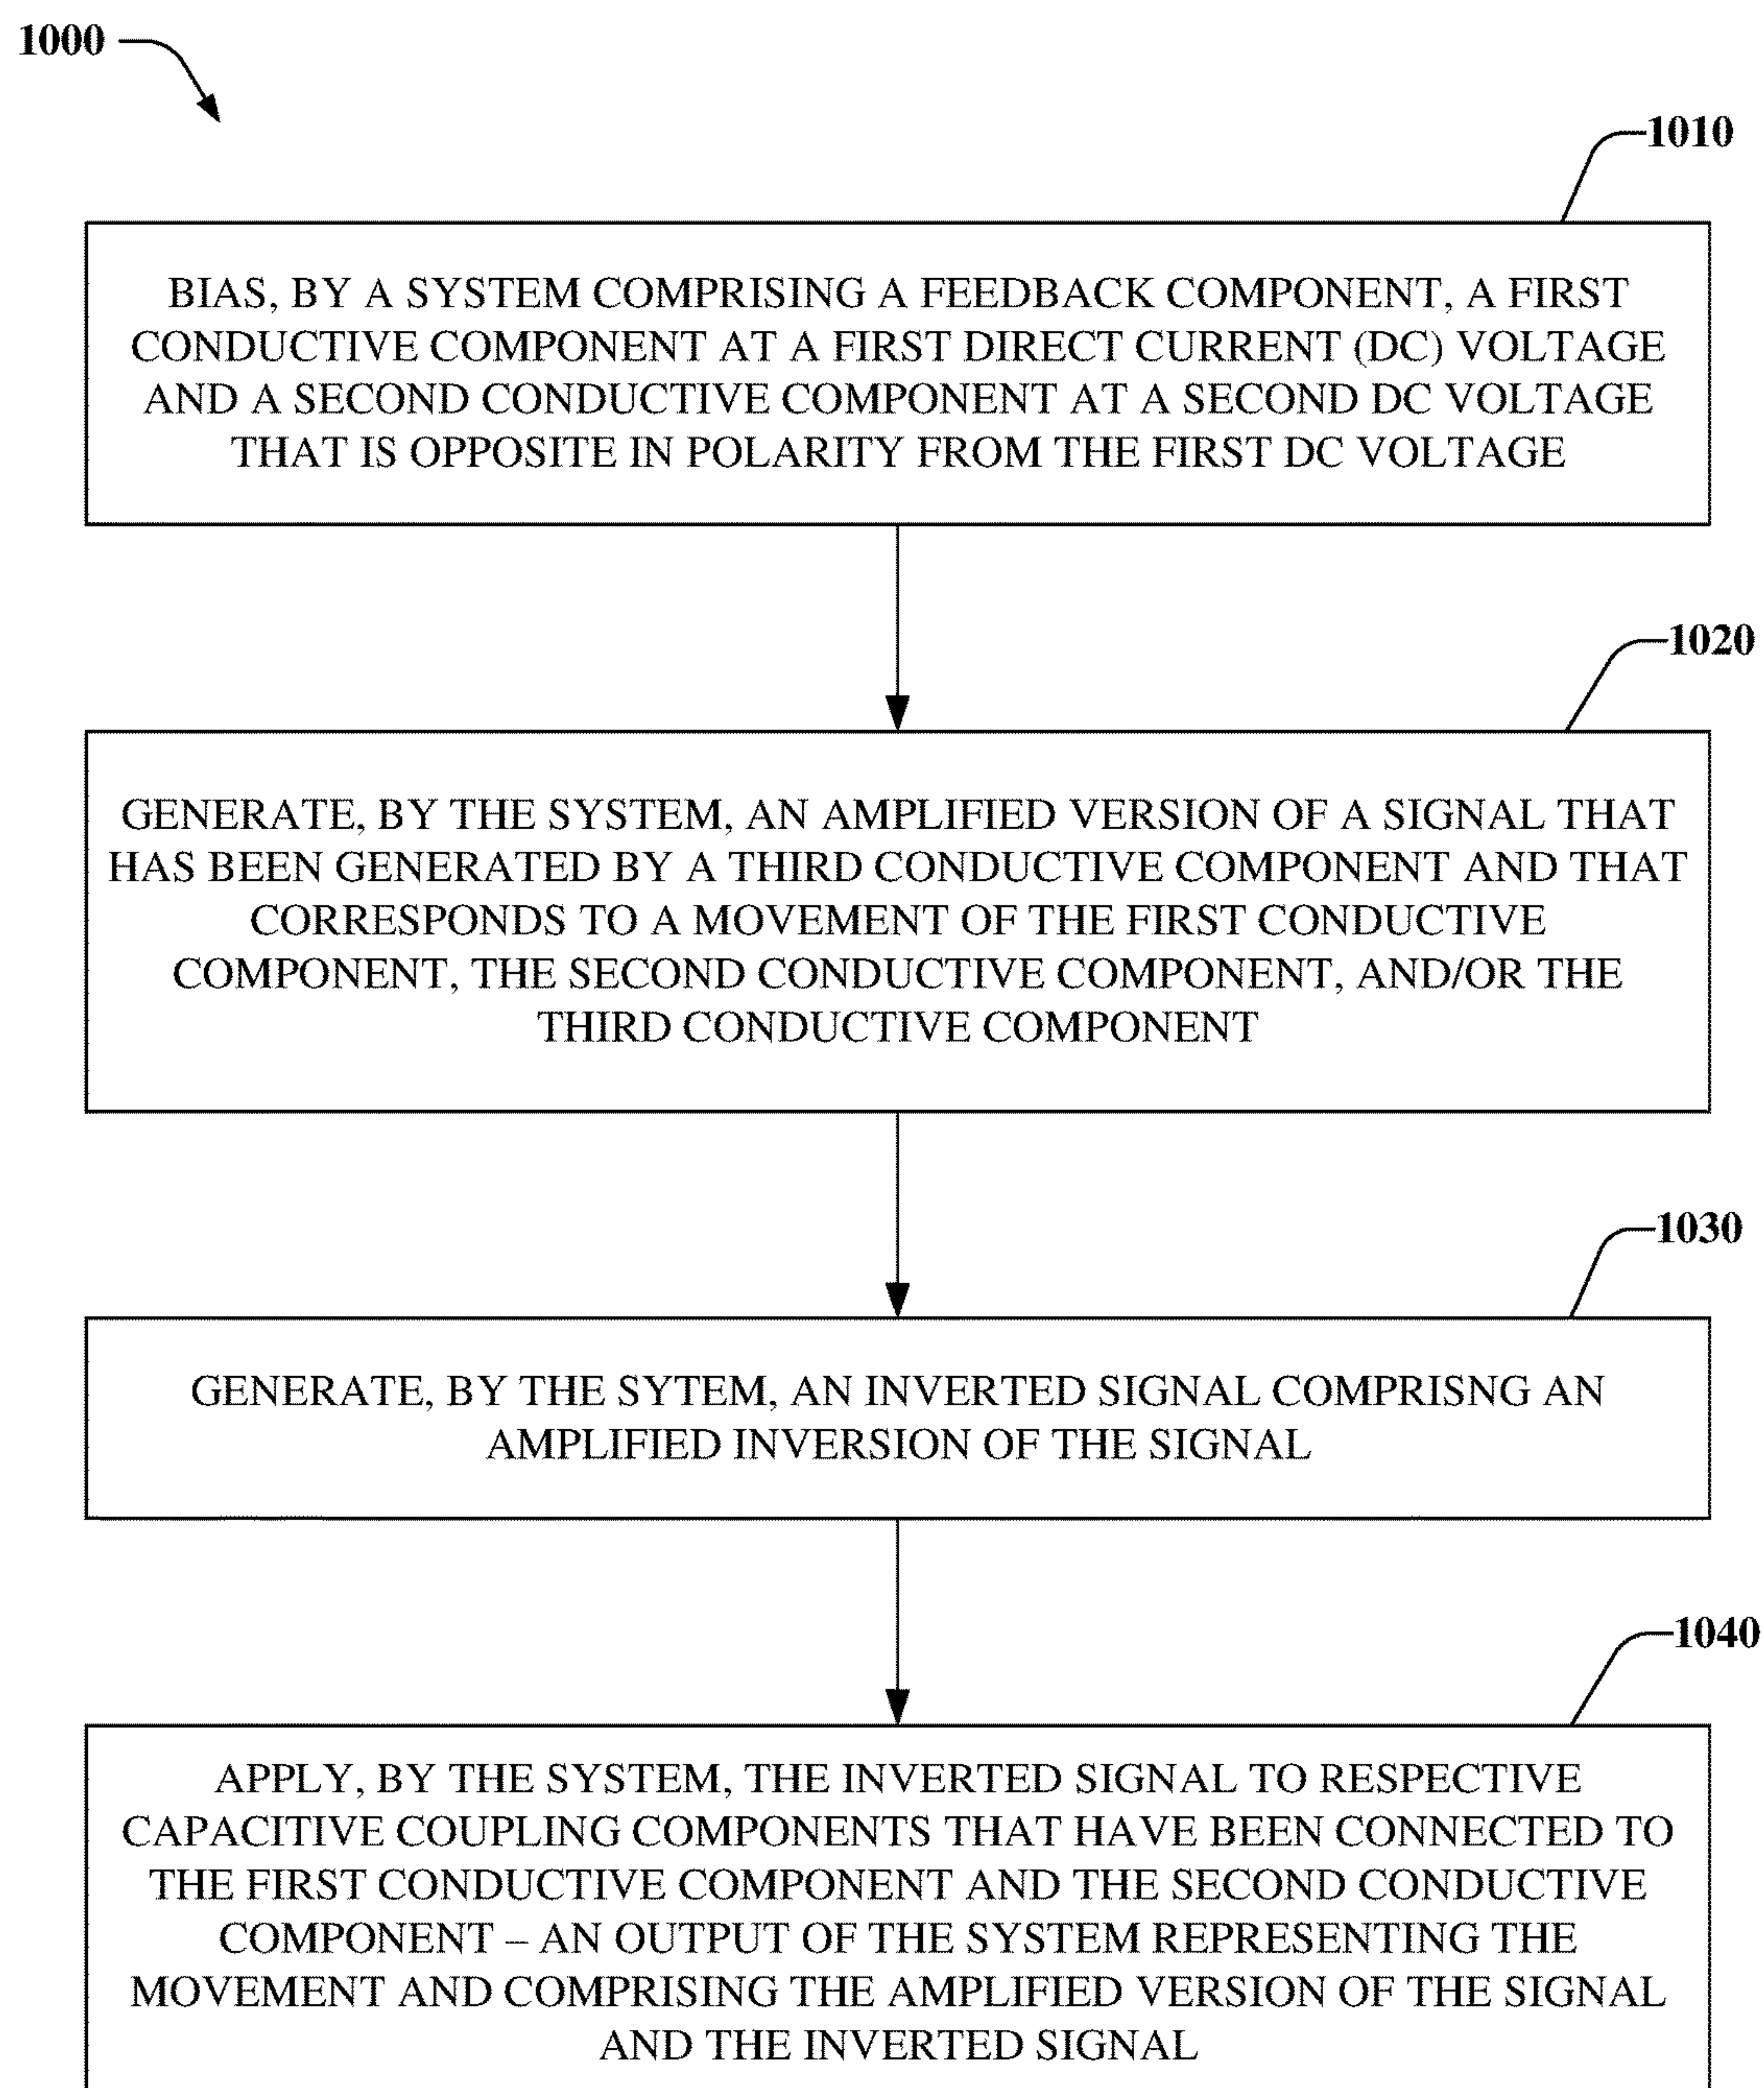 1000
1010
BIAS, BY A SYSTEM COMPRISING A FEEDBACK COMPONENT, A FIRST
CONDUCTIVE COMPONENT AT A FIRST DIRECT CURRENT (DC) VOLTAGE
AND A SECOND CONDUCTIVE COMPONENT AT A SECOND DC VOLTAGE
THAT IS OPPOSITE IN POLARITY FROM THE FIRST DC VOLTAGE
1020
GENERATE, BY THE SYSTEM, AN AMPLIFIED VERSION OF A SIGNAL THAT
HAS BEEN GENERATED BY A THIRD CONDUCTIVE COMPONENT AND THAT
CORRESPONDS TO A MOVEMENT OF THE FIRST CONDUCTIVE
COMPONENT, THE SECOND CONDUCTIVE COMPONENT, AND/OR THE
THIRD CONDUCTIVE COMPONENT
1030
GENERATE, BY THE SYTEM, AN INVERTED SIGNAL COMPRISNG AN
AMPLIFIED INVERSION OF THE SIGNAL
1040
APPLY, BY THE SYSTEM, THE INVERTED SIGNAL TO RESPECTIVE
CAPACITIVE COUPLING COMPONENTS THAT HAVE BEEN CONNECTED TO
THE FIRST CONDUCTIVE COMPONENT AND THE SECOND CONDUCTIVE
COMPONENT – AN OUTPUT OF THE SYSTEM REPRESENTING THE
MOVEMENT AND COMPRISING THE AMPLIFIED VERSION OF THE SIGNAL
AND THE INVERTED SIGNAL